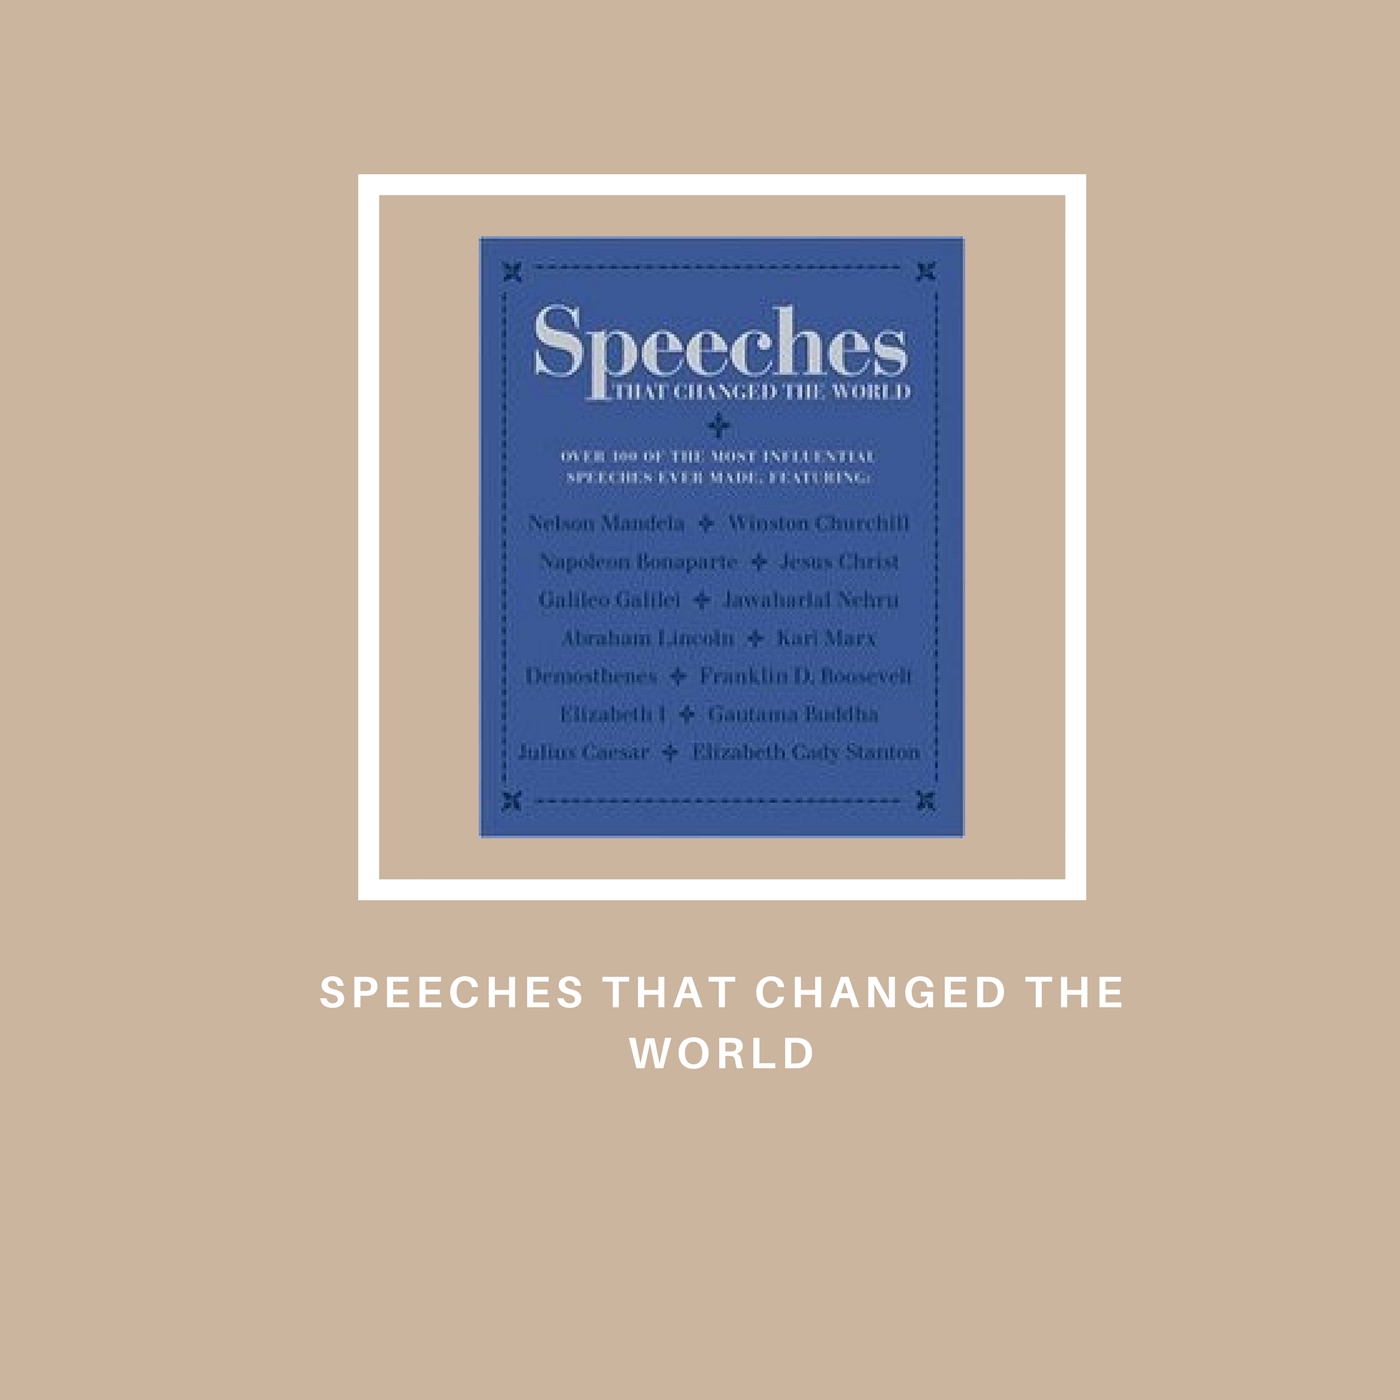 Speeches
THAT CHANGED THE WORLD
OVER 100 OF THE MOST INFLUENTIAL
SPEECHES EVER MADE, FEATURING:
Nelson Mandela ✣ Winston Churchill
Napoleon Bonaparte ✣ Jesus Christ
Galileo Galilei ✣ Jawaharlal Nehru
Abraham Lincoln ✣ Karl Marx
Demosthenes ✣ Franklin D. Roosevelt
Elizabeth I ✣ Gautama Buddha
Julius Caesar ✣ Elizabeth Cady Stanton
SPEECHES THAT CHANGED THE
WORLD